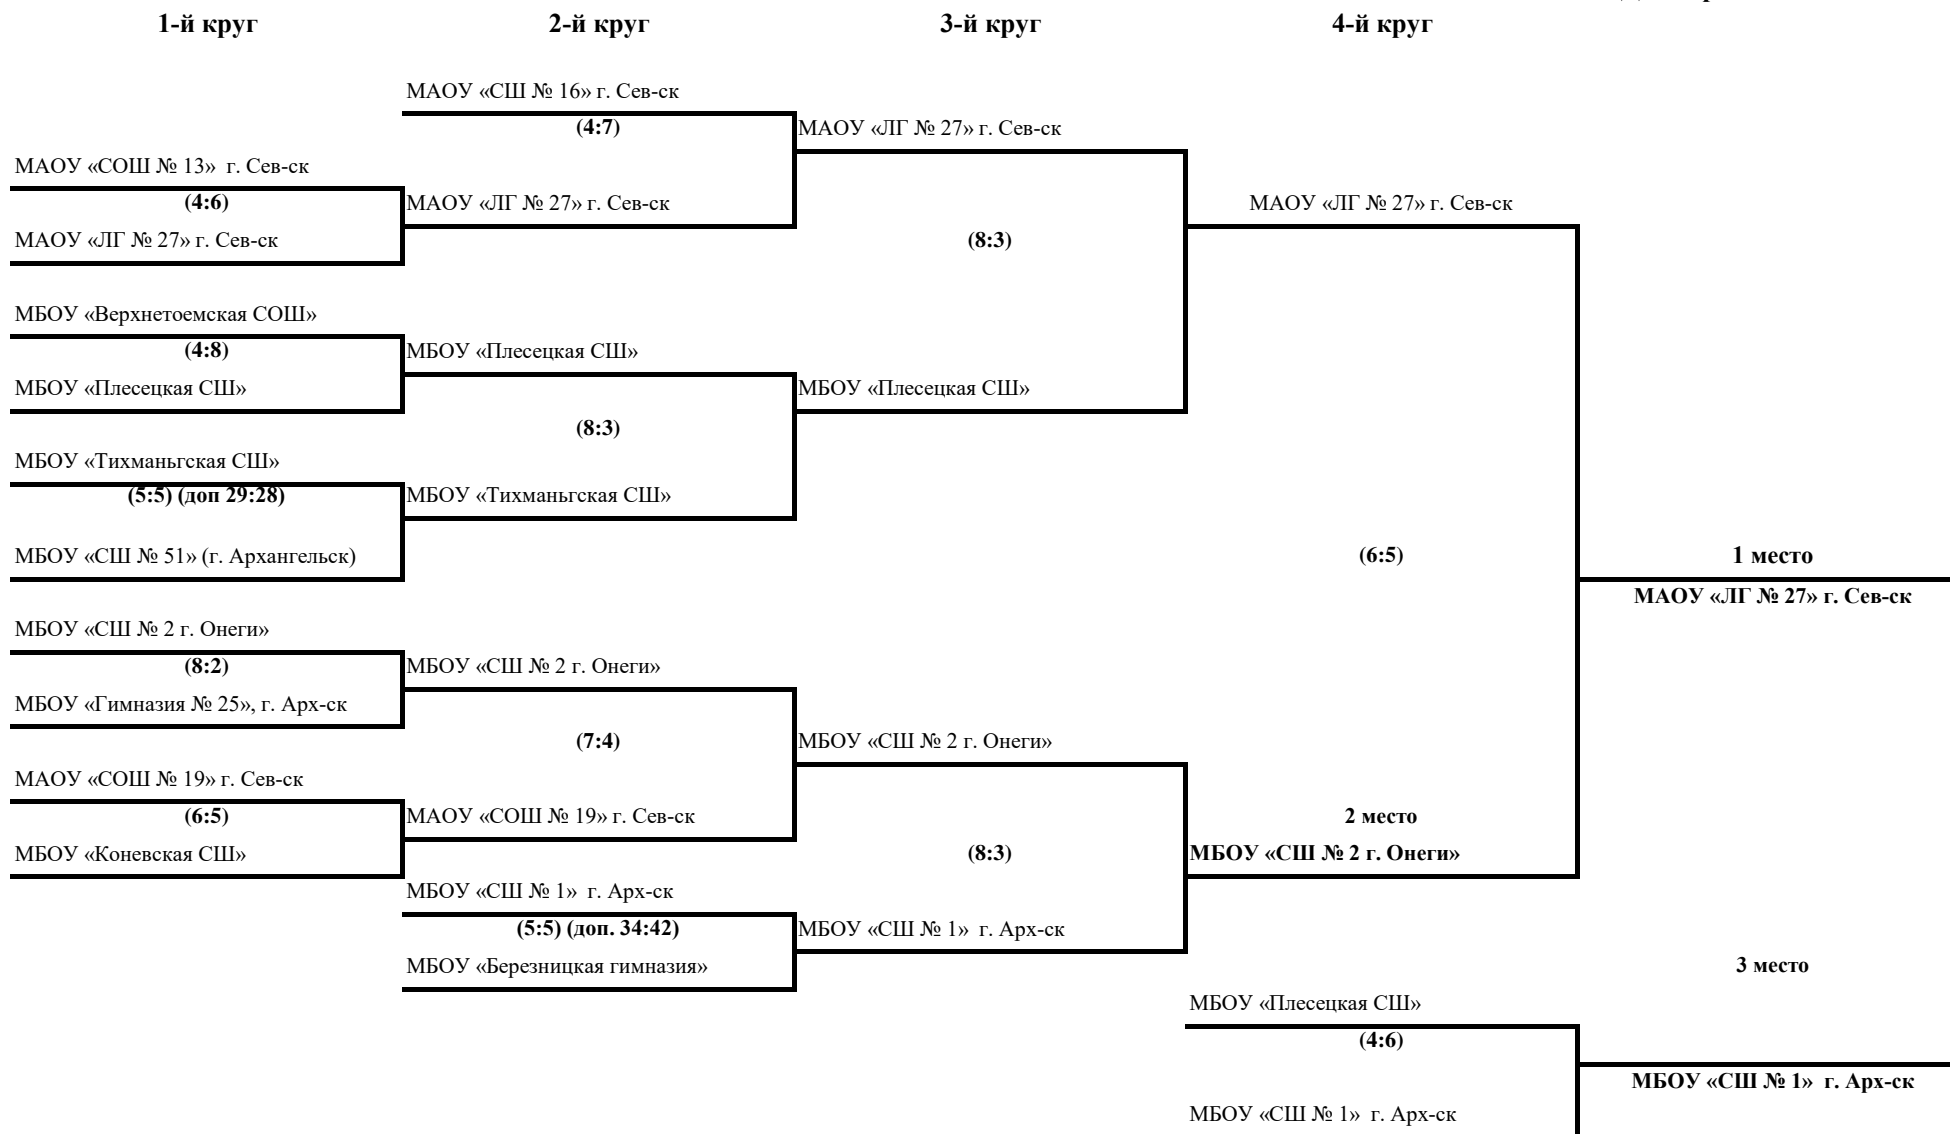 1-й круг
2-й круг
3-й круг
4-й круг
МАОУ «СШ № 16» г. Сев-ск
(4:7)
МАОУ «ЛГ № 27» г. Сев-ск
МАОУ «СОШ № 13» г. Сев-ск
(4:6)
МАОУ «ЛГ № 27» г. Сев-ск
МАОУ «ЛГ № 27» г. Сев-ск
МАОУ «ЛГ № 27» г. Сев-ск
(8:3)
МБОУ «Верхнетоемская СОШ»
(4:8)
МБОУ «Плесецкая СШ»
МБОУ «Плесецкая СШ»
МБОУ «Плесецкая СШ»
(8:3)
МБОУ «Тихманьгская СШ»
(5:5) (доп 29:28)
МБОУ «Тихманьгская СШ»
МБОУ «СШ № 51» (г. Архангельск)
(6:5)
1 место
МАОУ «ЛГ № 27» г. Сев-ск
МБОУ «СШ № 2 г. Онеги»
(8:2)
МБОУ «СШ № 2 г. Онеги»
МБОУ «Гимназия № 25», г. Арх-ск
(7:4)
МБОУ «СШ № 2 г. Онеги»
МАОУ «СОШ № 19» г. Сев-ск
(6:5)
МАОУ «СОШ № 19» г. Сев-ск
2 место
МБОУ «Коневская СШ»
(8:3)
МБОУ «СШ № 2 г. Онеги»
МБОУ «СШ № 1» г. Арх-ск
(5:5) (доп. 34:42)
МБОУ «СШ № 1» г. Арх-ск
МБОУ «Березницкая гимназия»
3 место
МБОУ «Плесецкая СШ»
(4:6)
МБОУ «СШ № 1» г. Арх-ск
МБОУ «СШ № 1» г. Арх-ск